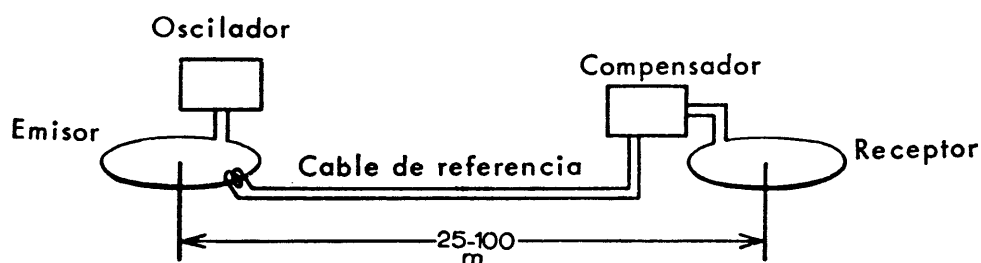 Oscilador
Compensador
Emisor
Receptor
Cable de referencia
25-100
m